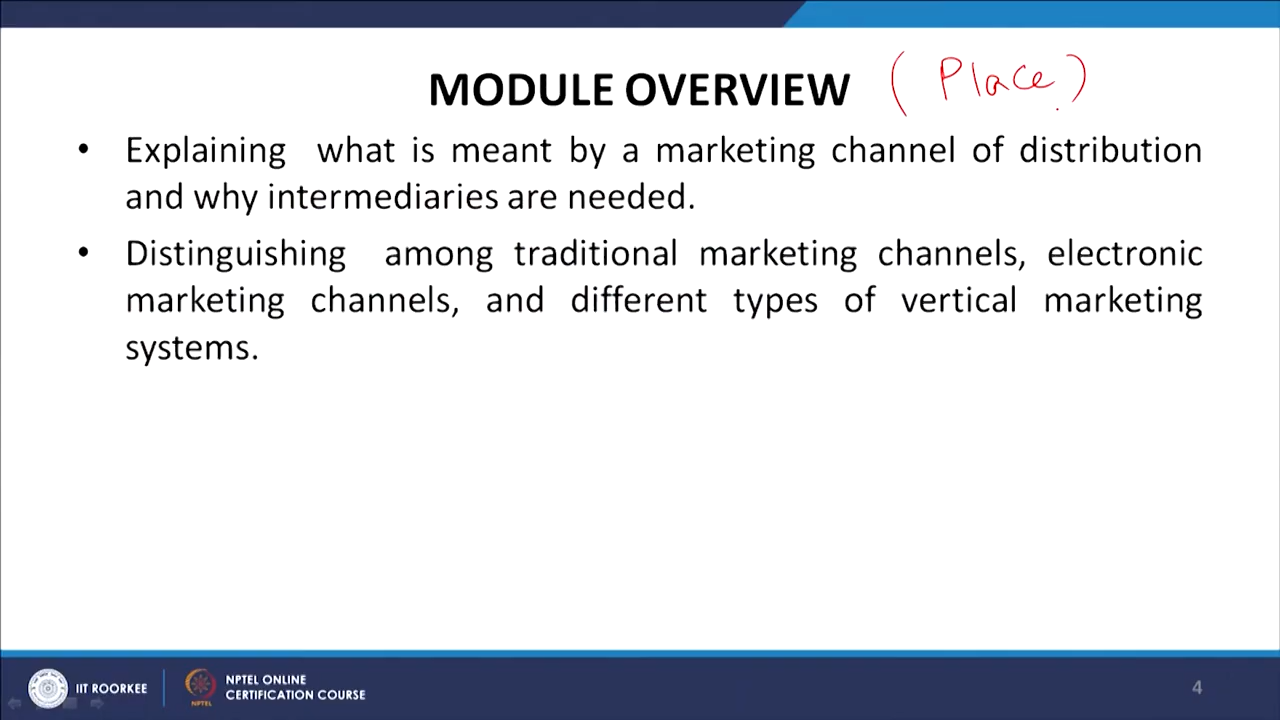 MODULE OVERVIEW (Place)
• Explaining what is meant by a marketing channel of distribution
and why intermediaries are needed.
• Distinguishing among traditional marketing channels, electronic
marketing channels, and different types of vertical marketing
systems.
IIT ROORKEE
NPTEL
NPTEL ONLINE
CERTIFICATION COURSE
4